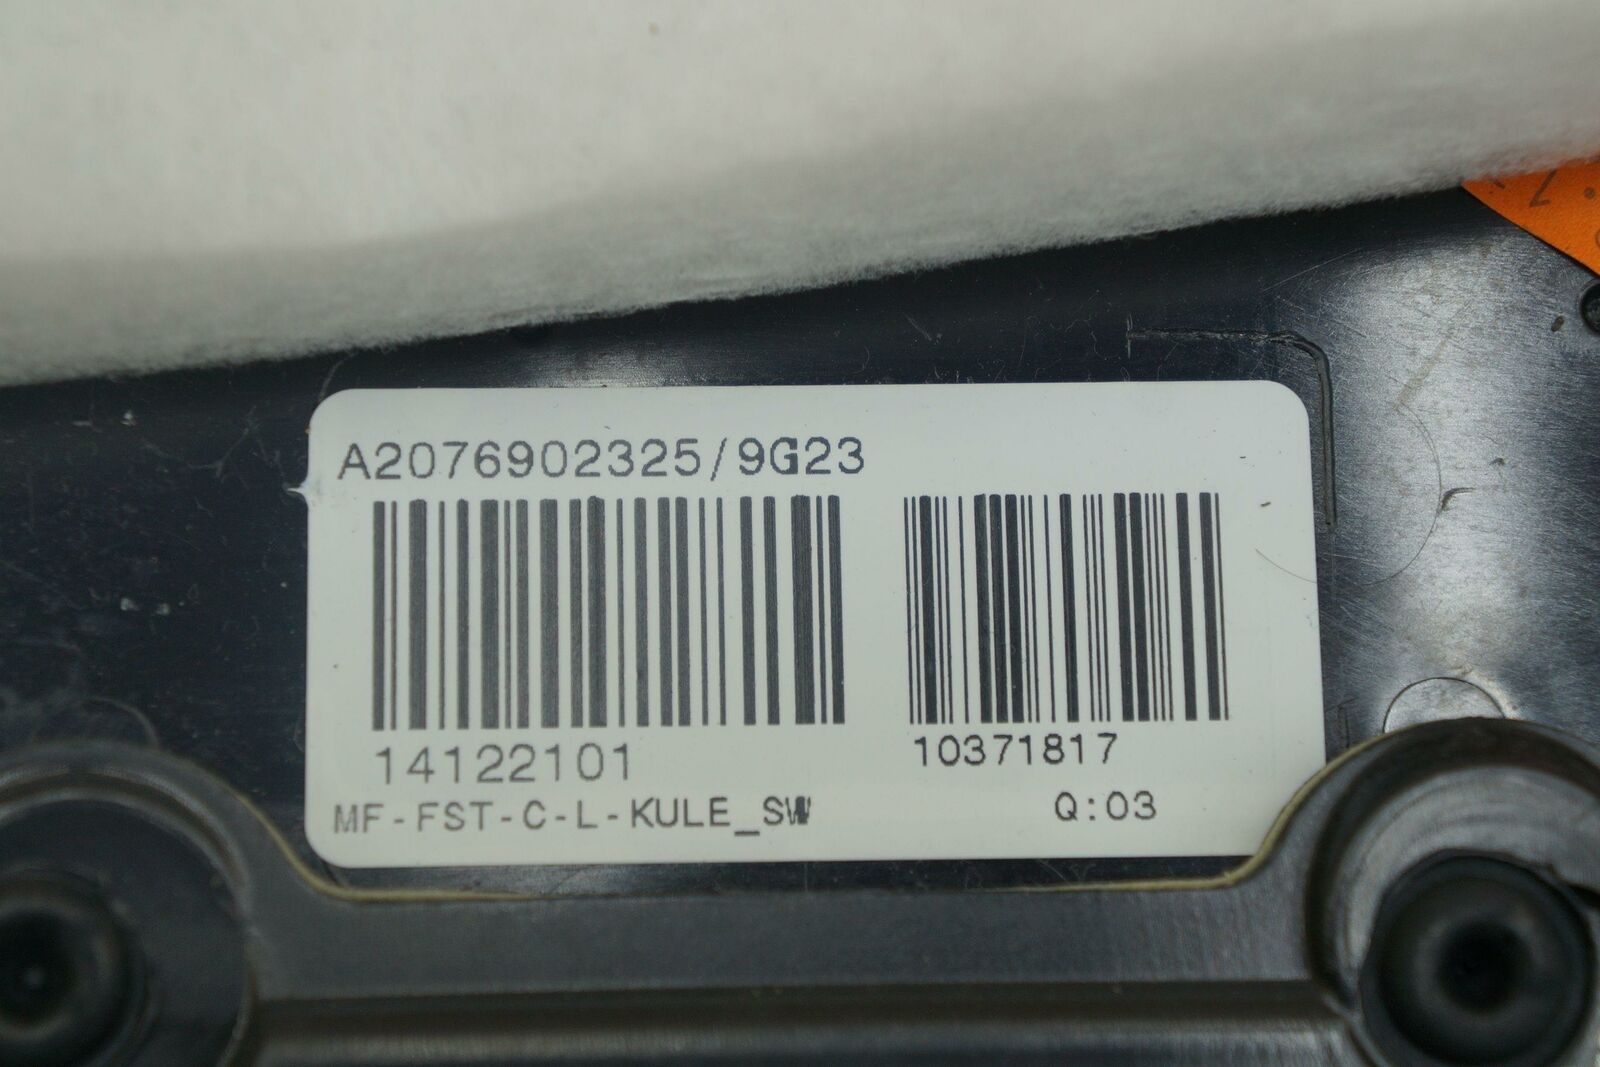 A2076902325/9G23
14122101
10371817
MF-FST-C-L-KULE_SW
Q:03